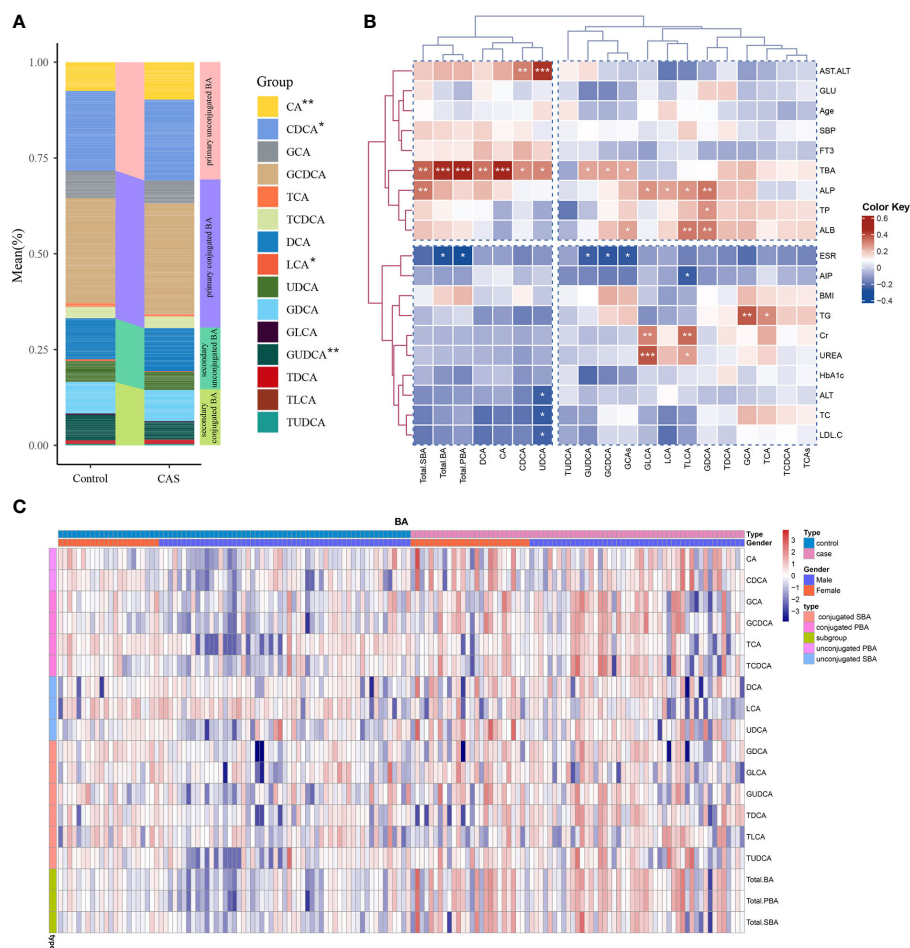 A
Mean(%)
1.00
0.75
0.50
0.25
0.00
Control
CAS
primary unconjugated BA
primary conjugated BA
secondary
unconjugated BA
secondary
conjugated BA
Group
CA**
CDCA*
GCA
GCDCA
TCA
TCDCA
DCA
LCA*
UDCA
GDCA
GLCA
GUDCA**
TDCA
TLCA
TUDCA
B
** *** AST.ALT
GLU
Age
SBP
FT3
** *** *** ** *** * * * * * TBA
** * * * ** ALP
* TP
* ** ** ALB
* * * * * ESR
* AIP
BMI
** * TG
** ** Cr
*** * UREA
HbA1c
* ALT
* TC
* LDL.C
Total.SBA
Total.BA
Total.PBA
DCA
CA
CDCA
UDCA
TUDCA
GUDCA
GCDCA
GCAs
GLCA
LCA
TLCA
GDCA
TDCA
GCA
TCA
TCDCA
TCAs
Color Key
0.6
0.4
0.2
0
-0.2
-0.4
C
BA
Type
Gender
CA
CDCA
GCA
GCDCA
TCA
TCDCA
DCA
LCA
UDCA
GDCA
GLCA
GUDCA
TDCA
TLCA
TUDCA
Total.BA
Total.PBA
Total.SBA
type
3
2
1
0
-1
-2
-3
Type
control
case
Gender
Male
Female
type
conjugated SBA
conjugated PBA
subgroup
unconjugated PBA
unconjugated SBA